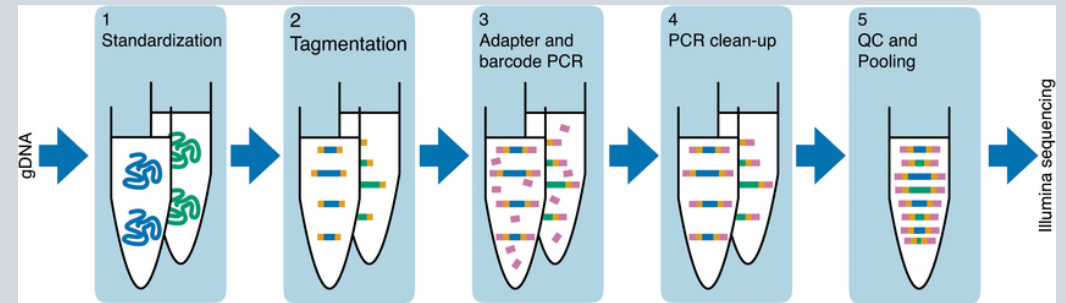 gDNA
1
Standardization
2
Tagmentation
3
Adapter and
barcode PCR
4
PCR clean-up
5
QC and
Pooling
Illumina sequencing